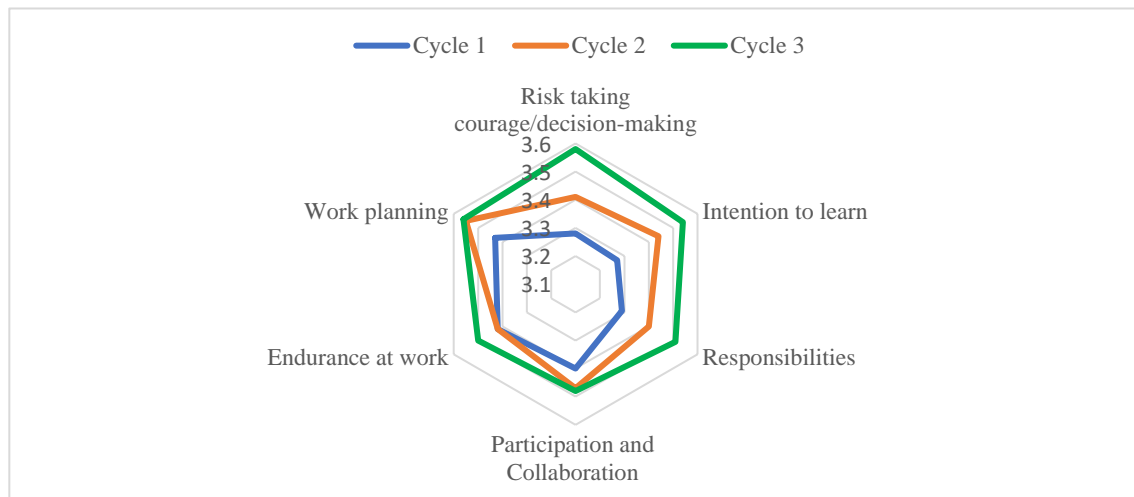 Cycle 1 Cycle 2 Cycle 3
Risk taking
courage/decision-making
3.6
3.5
3.4
3.3
3.2
3.1
Work planning
Intention to learn
Endurance at work
Responsibilities
Participation and
Collaboration